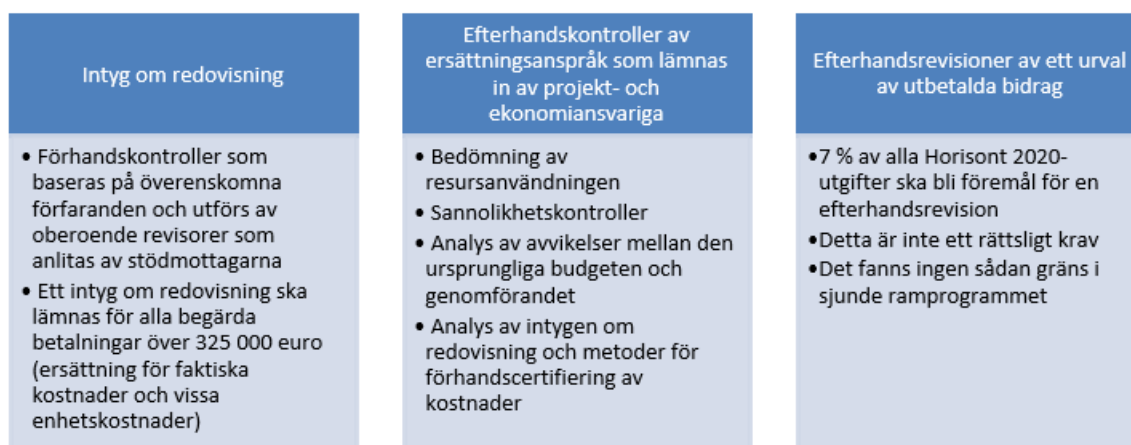 Intyg om redovisning
• Förhandskontroller som
baseras på överenskomna
förfaranden och utförs av
oberoende revisorer som
anlitas av stödmottagarna
• Ett intyg om redovisning ska
lämnas för alla begärda
betalningar över 325 000 euro
(ersättning för faktiska
kostnader och vissa
enhetskostnader)
Efterhandskontroller av
ersättningsanspråk som lämnas
in av projekt- och
ekonomiansvariga
• Bedömning av
resursanvändningen
• Sannolikhetskontroller
• Analys av avvikelser mellan den
ursprungliga budgeten och
genomförandet
• Analys av intygen om
redovisning och metoder för
förhandscertifiering av
kostnader
Efterhandsrevisioner av ett urval
av utbetalda bidrag
•7 % av alla Horisont 2020-
utgifter ska bli föremål för en
efterhandsrevision
•Detta är inte ett rättsligt krav
•Det fanns ingen sådan gräns i
sjunde ramprogrammet